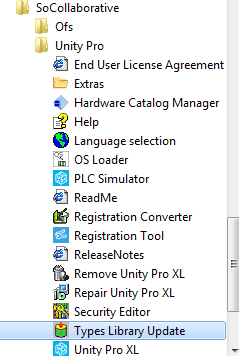 SoCollaborative
Ofs
Unity Pro
End User License Agreement
Extras
Hardware Catalog Manager
Help
Language selection
OS Loader
PLC Simulator
ReadMe
Registration Converter
Registration Tool
ReleaseNotes
Remove Unity Pro XL
Repair Unity Pro XL
Security Editor
Types Library Update
Unity Pro XL